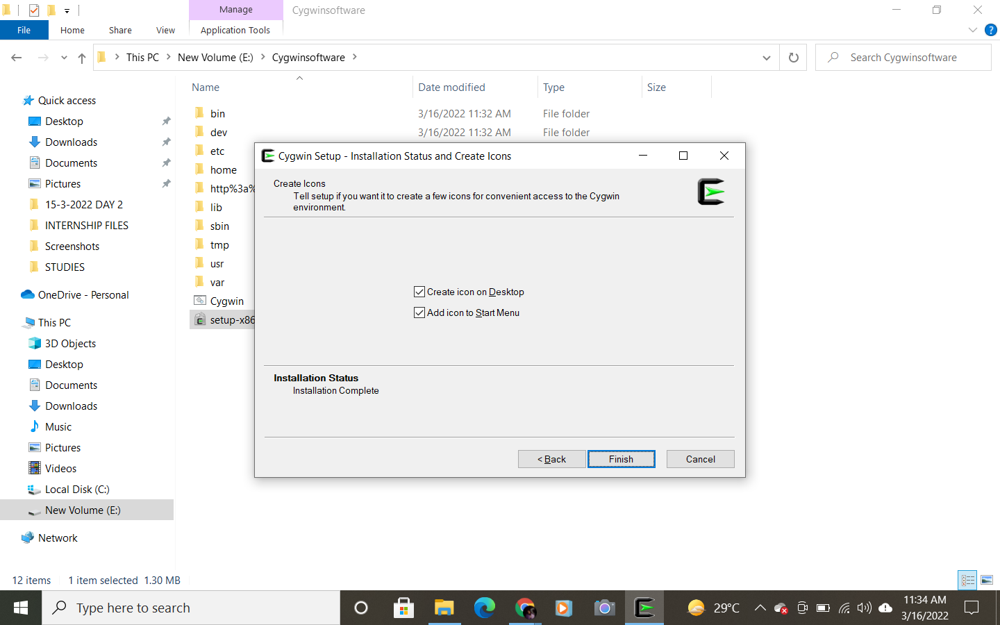 Manage
Cygwinsoftware
File
Home
Share
View
Application Tools
This PC
New Volume (E:)
Cygwinsoftware
Search Cygwinsoftware
Name
Date modified
Type
Size
Quick access
Desktop
Downloads
Documents
Pictures
15-3-2022 DAY 2
INTERNSHIP FILES
Screenshots
STUDIES
OneDrive - Personal
This PC
3D Objects
Desktop
Documents
Downloads
Music
Pictures
Videos
Local Disk (C:)
New Volume (E:)
Network
bin 3/16/2022 11:32 AM File folder
dev 3/16/2022 11:32 AM File folder
etc
home
http%3a%
lib
sbin
tmp
usr
var
Cygwin
setup-x86
Cygwin Setup - Installation Status and Create Icons
Create Icons
Tell setup if you want it to create a few icons for convenient access to the Cygwin
environment.
Create icon on Desktop
Add icon to Start Menu
Installation Status
Installation Complete
< Back
Finish
Cancel
12 items
1 item selected 1.30 MB
Type here to search
29°C
11:34 AM
3/16/2022